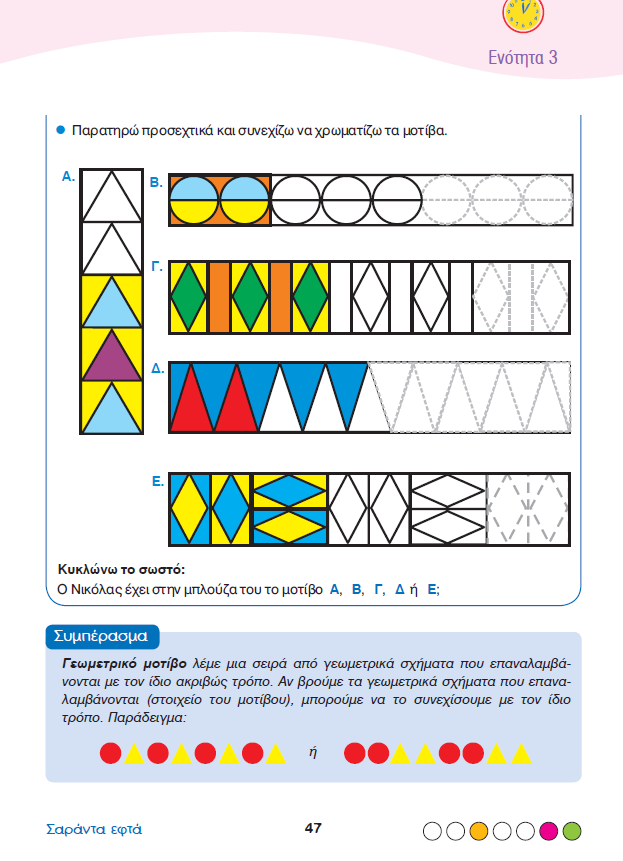 Ενότητα 3
● Παρατηρώ προσεχτικά και συνεχίζω να χρωματίζω τα μοτίβα.
Α.
Β.
Γ.
Δ.
Ε.
Κυκλώνω το σωστό:
Ο Νικόλας έχει στην μπλούζα του το μοτίβο Α, Β, Γ, Δ ή Ε;
Συμπέρασμα
Γεωμετρικό μοτίβο λέμε μια σειρά από γεωμετρικά σχήματα που επαναλαμβά-
νονται με τον ίδιο ακριβώς τρόπο. Αν βρούμε τα γεωμετρικά σχήματα που επανα-
λαμβάνονται (στοιχείο του μοτίβου), μπορούμε να το συνεχίσουμε με τον ίδιο
τρόπο. Παράδειγμα:
ή
Σαράντα εφτά
47